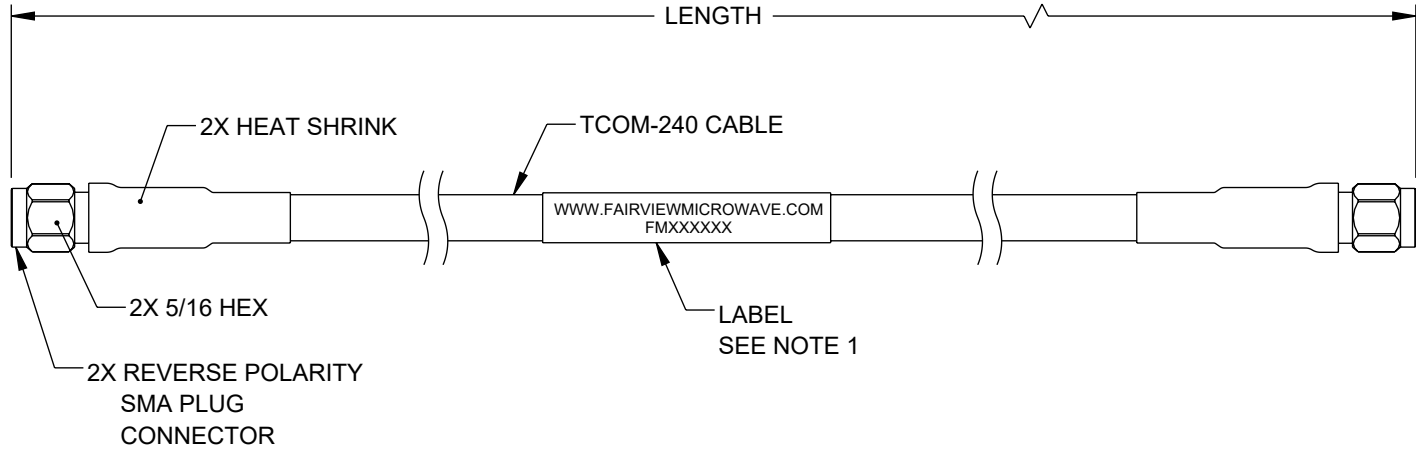 LENGTH
2X HEAT SHRINK
TCOM-240 CABLE
WWW.FAIRVIEWMICROWAVE.COM
FMXXXXXX
2X 5/16 HEX
LABEL
SEE NOTE 1
2X REVERSE POLARITY
SMA PLUG
CONNECTOR